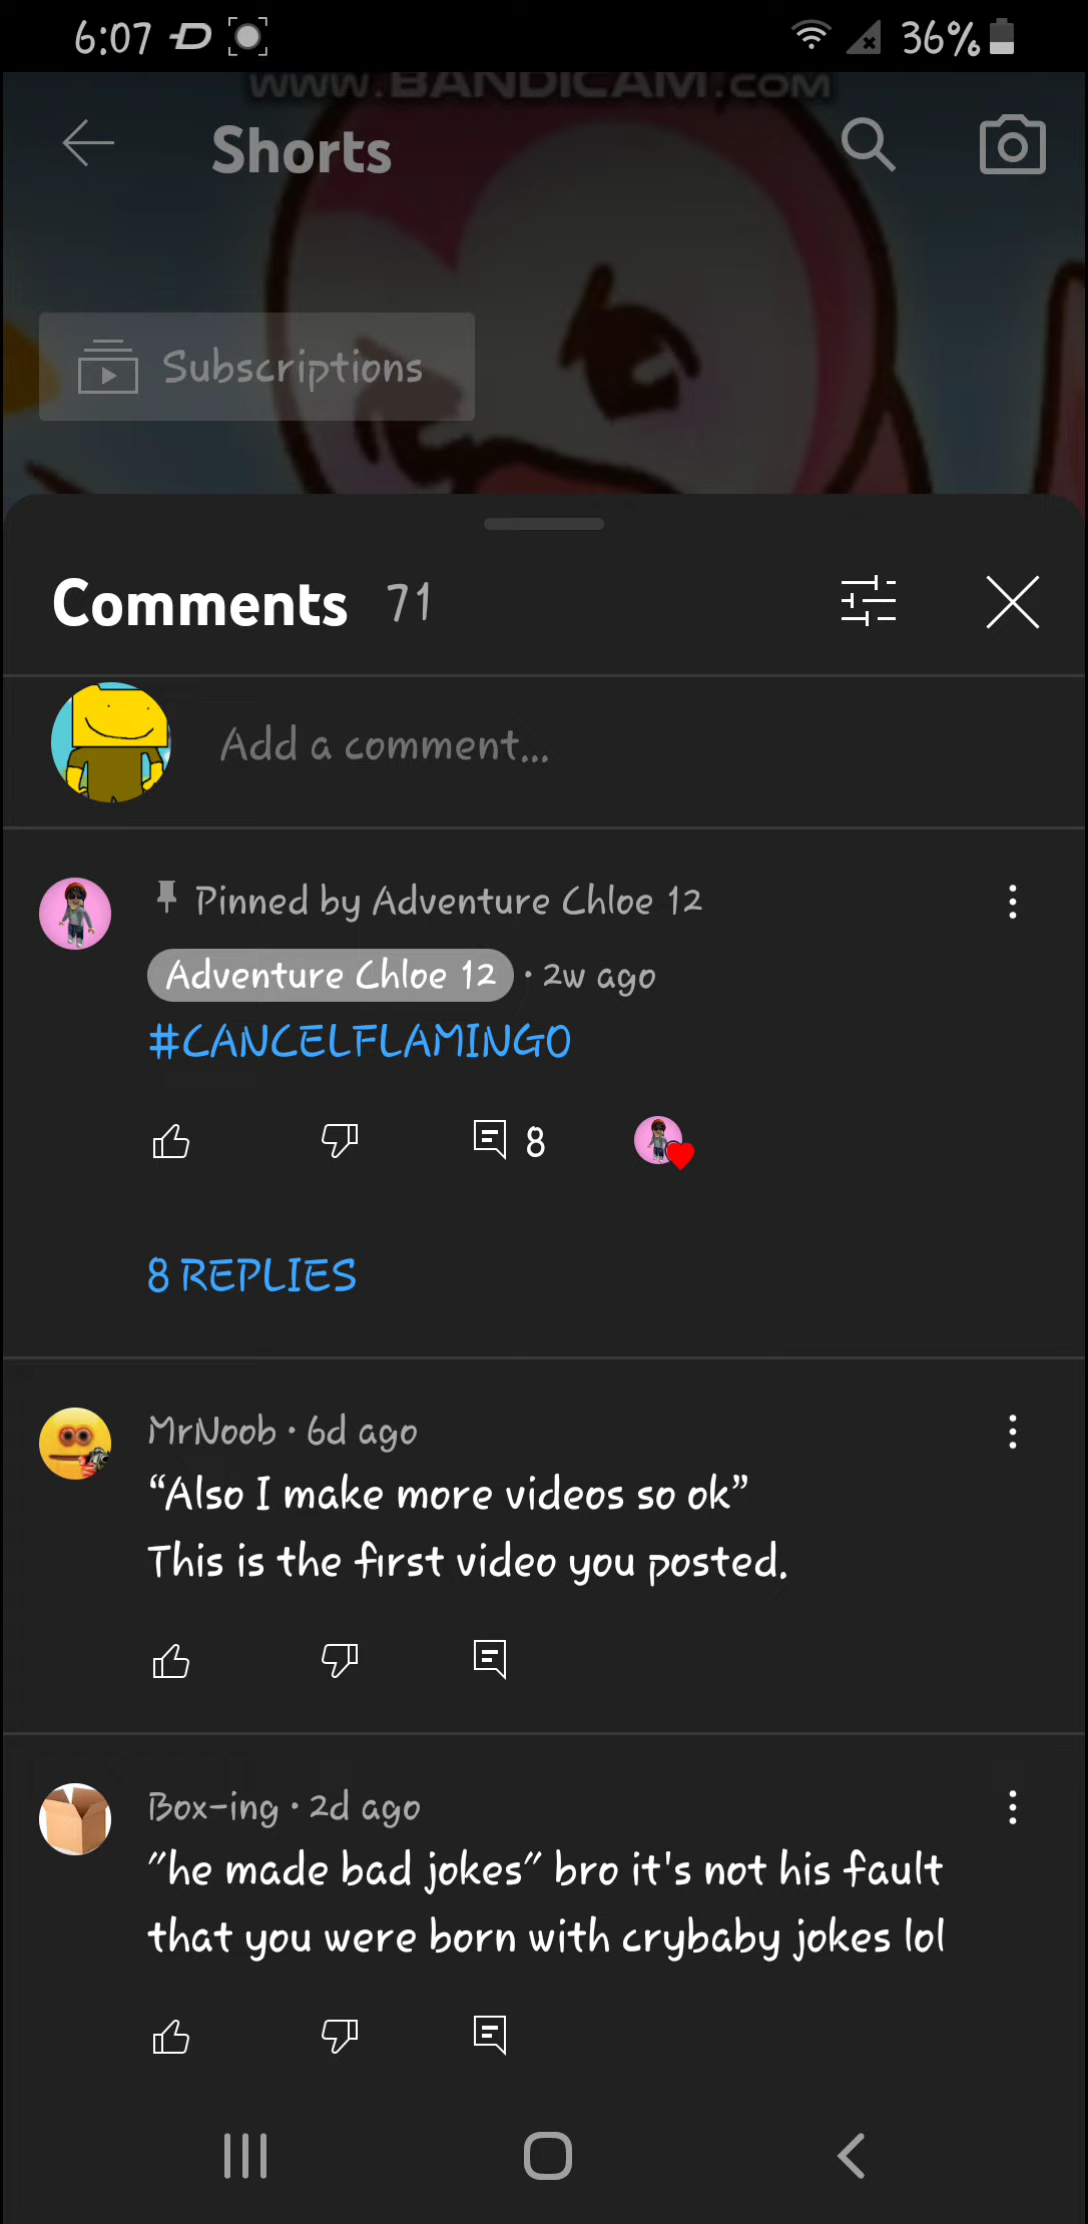 6:07 36%
www.BANDICAM.com
Shorts
Subscriptions
Comments 71
Add a comment...
Pinned by Adventure Chloe 12
Adventure Chloe 12 · 2w ago
#CANCELFLAMINGO
8
8 REPLIES
MrNoob · 6d ago
“Also I make more videos so ok”
This is the first video you posted.
Box-ing · 2d ago
"he made bad jokes" bro it's not his fault
that you were born with crybaby jokes lol